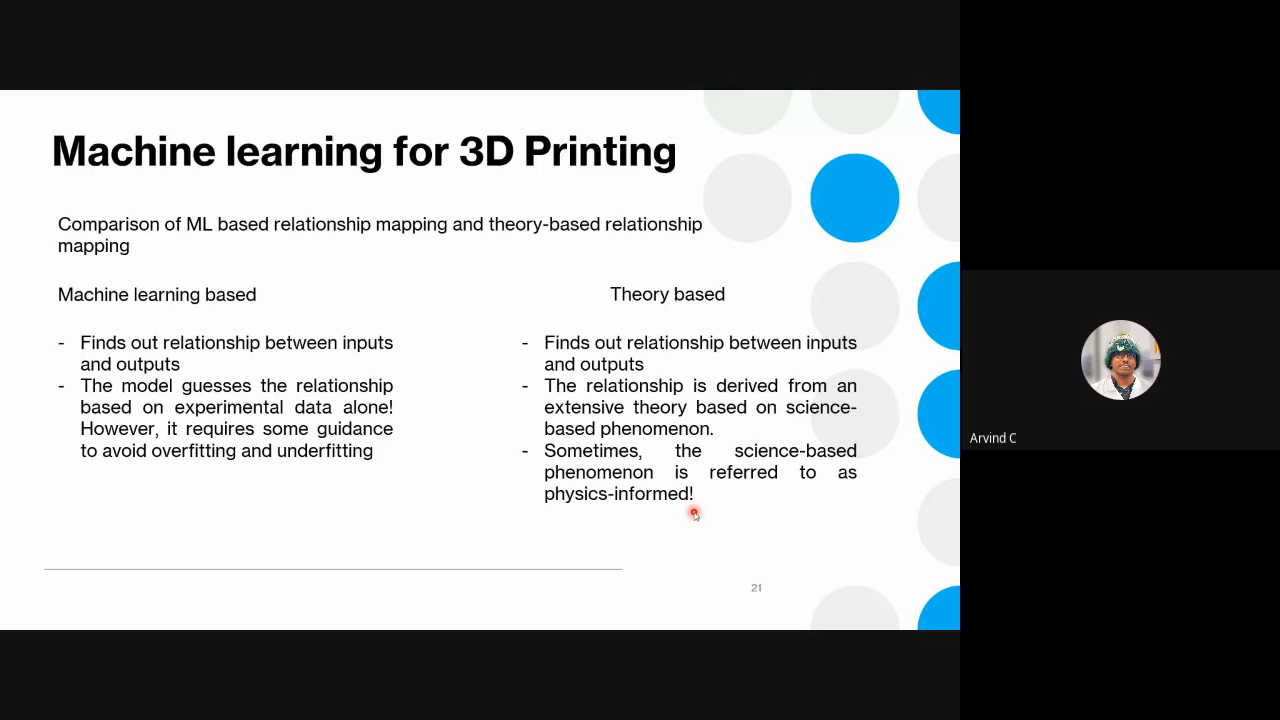 Machine learning for 3D Printing
Comparison of ML based relationship mapping and theory-based relationship
mapping
Machine learning based
- Finds out relationship between inputs
and outputs
- The model guesses the relationship
based on experimental data alone!
However, it requires some guidance
to avoid overfitting and underfitting
Theory based
- Finds out relationship between inputs
and outputs
- The relationship is derived from an
extensive theory based on science-
based phenomenon.
- Sometimes, the science-based
phenomenon is referred to as
physics-informed!
21
Arvind C